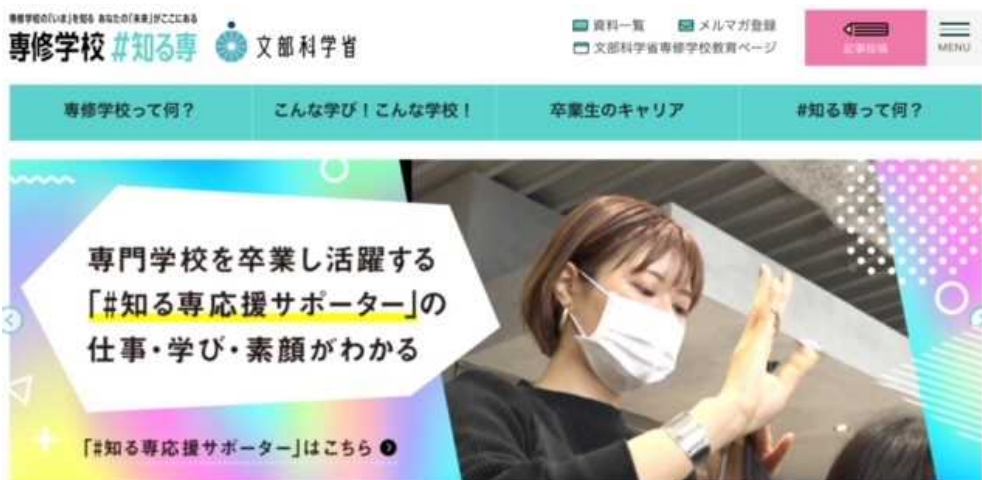 専修学校の「いま」を知る あなたの「未来」がここにある
専修学校 #知る専
文部科学省
資料一覧
メルマガ登録
文部科学省専修学校教育ページ
記事投稿
MENU
専修学校って何？
こんな学び！こんな学校！
卒業生のキャリア
#知る専って何？
専門学校を卒業し活躍する
「#知る専応援サポーター」の
仕事・学び・素顔がわかる
「#知る専応援サポーター」はこちら